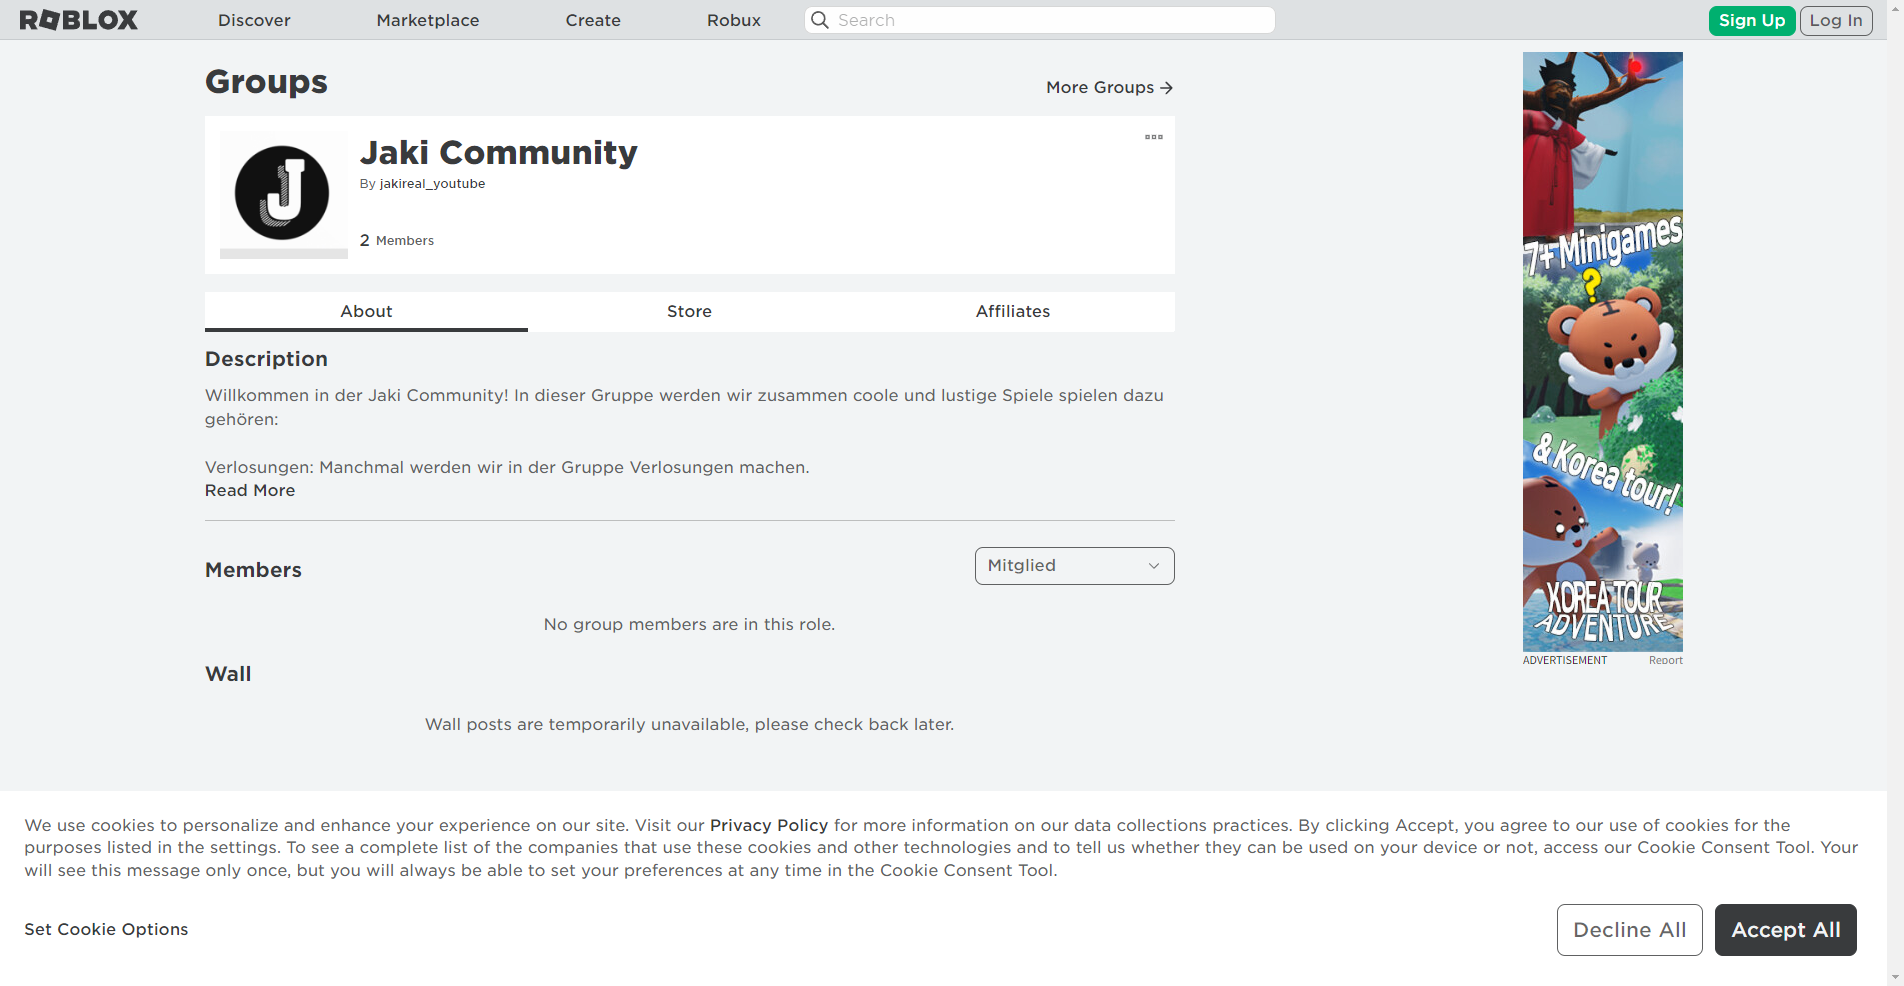 ROBLOX
Discover
Marketplace
Create
Robux
Search
Sign Up
Log In
Groups
More Groups
J
Jaki Community
By jakireal_youtube
2 Members
About
Store
Affiliates
Description
Willkommen in der Jaki Community! In dieser Gruppe werden wir zusammen coole und lustige Spiele spielen dazu
gehören:
Verlosungen: Manchmal werden wir in der Gruppe Verlosungen machen.
Read More
Members
Mitglied
No group members are in this role.
Wall
Wall posts are temporarily unavailable, please check back later.
7+ Minigames
?
& Korea tour!
KOREA TOUR
ADVENTURE
ADVERTISEMENT
Report
We use cookies to personalize and enhance your experience on our site. Visit our Privacy Policy for more information on our data collections practices. By clicking Accept, you agree to our use of cookies for the
purposes listed in the settings. To see a complete list of the companies that use these cookies and other technologies and to tell us whether they can be used on your device or not, access our Cookie Consent Tool. Your
will see this message only once, but you will always be able to set your preferences at any time in the Cookie Consent Tool.
Set Cookie Options
Decline All
Accept All